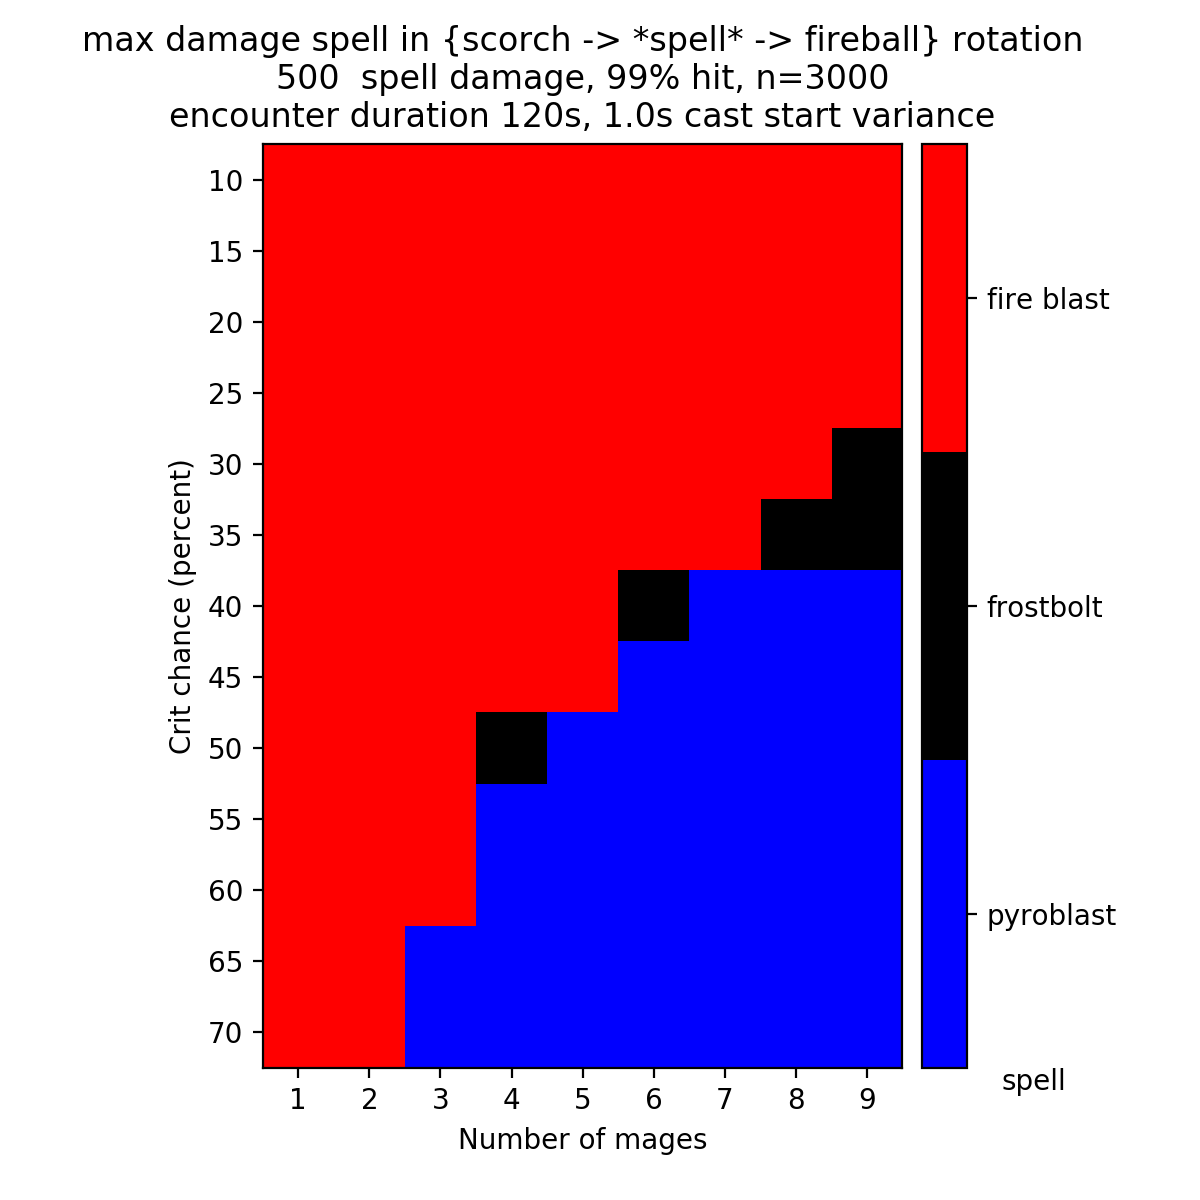 max damage spell in {scorch -> *spell* -> fireball} rotation
500  spell damage, 99% hit, n=3000
encounter duration 120s, 1.0s cast start variance
Crit chance (percent)
10
15
20
25
30
35
40
45
50
55
60
65
70
1 2 3 4 5 6 7 8 9
Number of mages
fire blast
frostbolt
pyroblast
spell